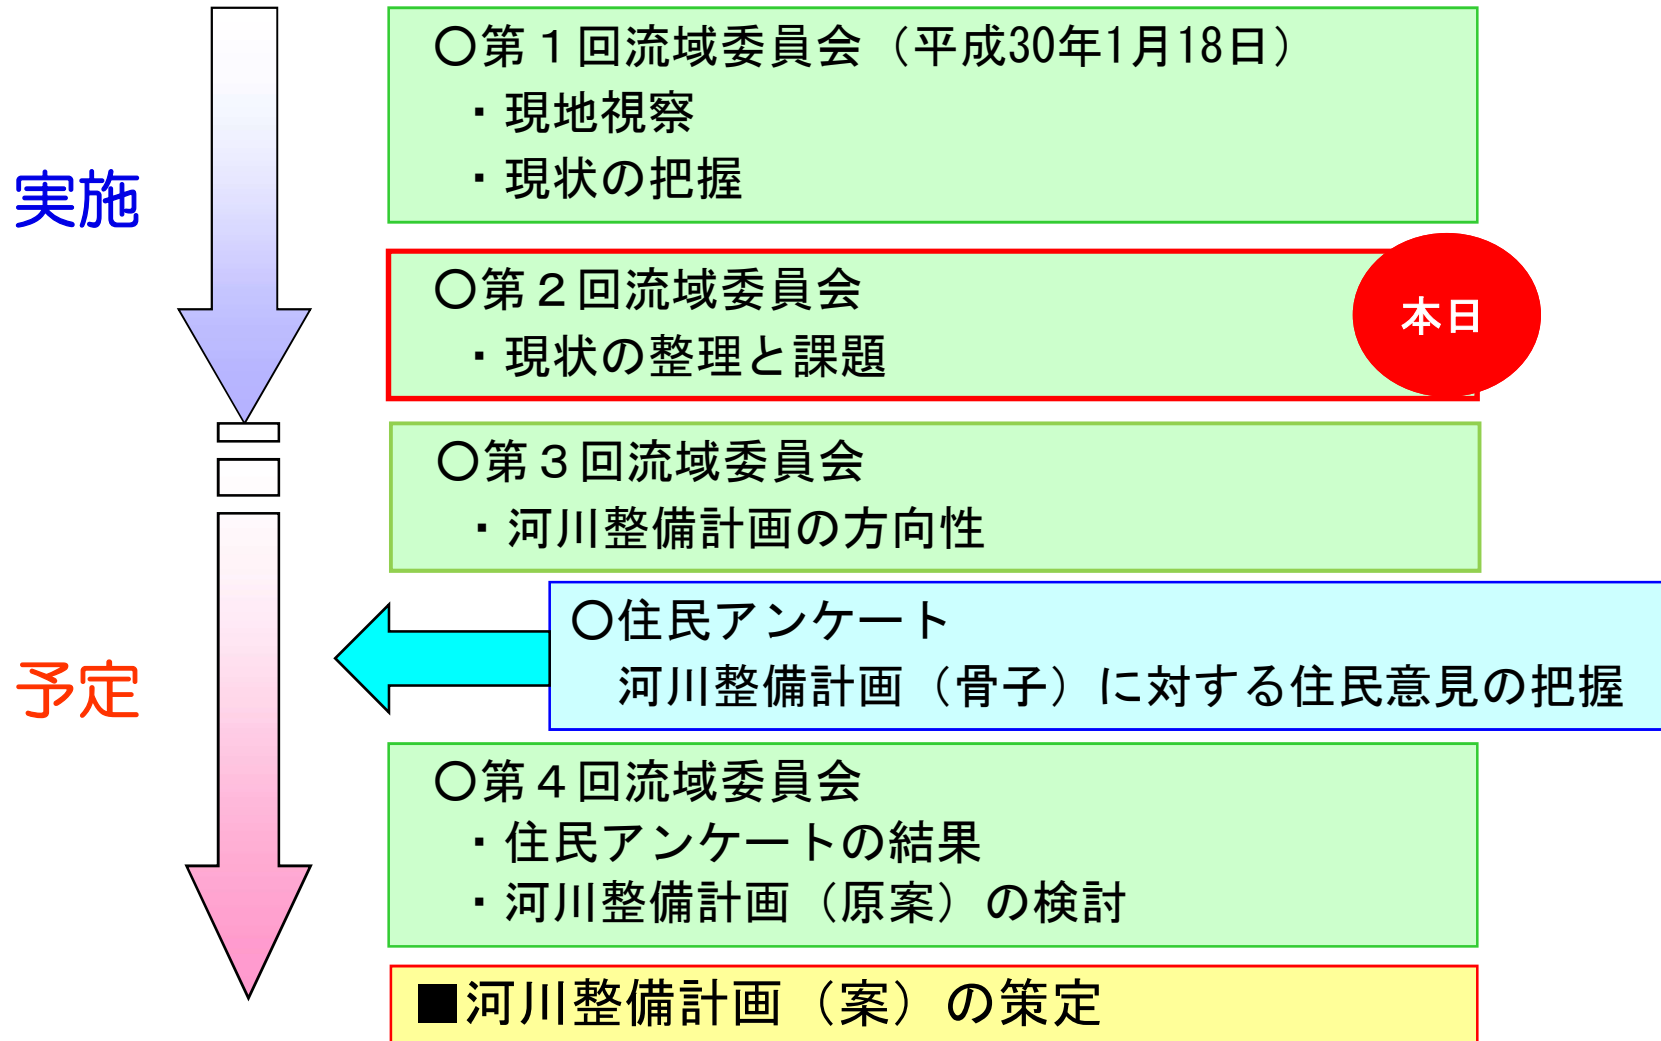 〇第１回流域委員会（平成30年1月18日）
・現地視察
・現状の把握
実施
〇第２回流域委員会
・現状の整理と課題
本日
〇第３回流域委員会
・河川整備計画の方向性
〇住民アンケート
河川整備計画（骨子）に対する住民意見の把握
予定
〇第４回流域委員会
・住民アンケートの結果
・河川整備計画（原案）の検討
■河川整備計画（案）の策定